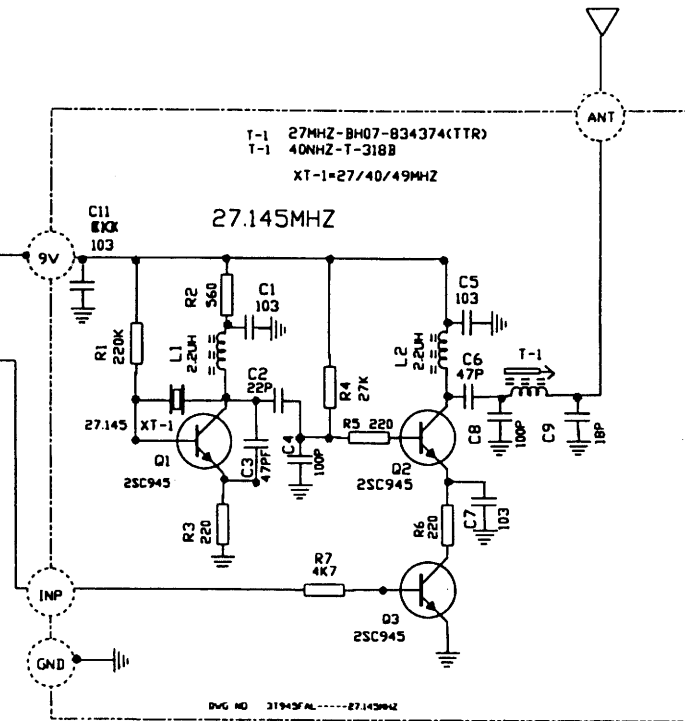 ANT
T-1 27MHZ-BH07-834374(TTR)
T-1 40NHZ-T-318B
XT-1=27/40/49MHZ
27.145MHZ
C11
103
9V
R2
560
C1
103
C5
103
R1
220K
L1
2.2UH
L2
2.2UH
C2
22P
R4
27K
C6
47P
T-1
27.145 XT-1
R5 220
C3
47PF
C4
100P
C8
100P
C9
18P
Q1
2SC945
Q2
2SC945
R3
220
R6
220
C7
103
R7
4K7
INP
Q3
2SC945
GND
DWG NO 3T945FAL-----27.145MHZ